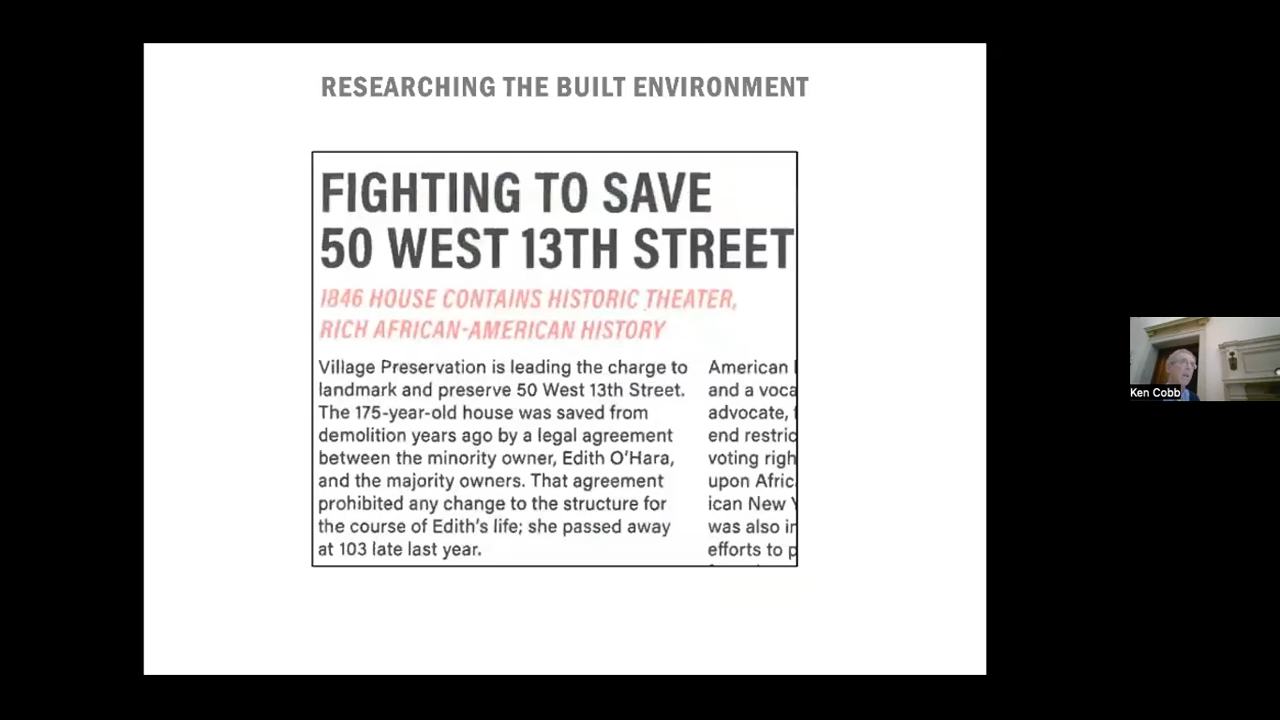 RESEARCHING THE BUILT ENVIRONMENT
FIGHTING TO SAVE
50 WEST 13TH STREET
1846 HOUSE CONTAINS HISTORIC THEATER,
RICH AFRICAN-AMERICAN HISTORY
Village Preservation is leading the charge to
landmark and preserve 50 West 13th Street.
The 175-year-old house was saved from
demolition years ago by a legal agreement
between the minority owner, Edith O'Hara,
and the majority owners. That agreement
prohibited any change to the structure for
the course of Edith's life; she passed away
at 103 late last year.
American
and a voca
advocate,
end restric
voting righ
upon Afric
ican New
was also in
efforts to p
Ken Cobb